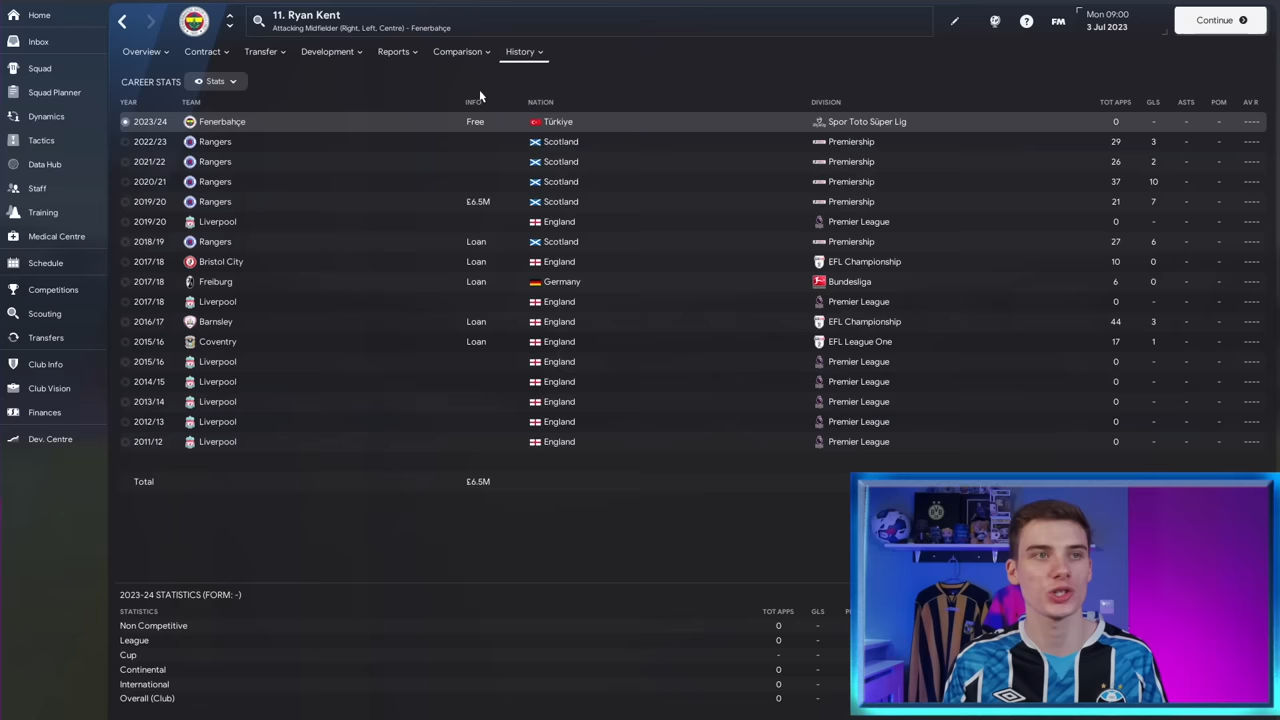 Home
Inbox
Squad
Squad Planner
Dynamics
Tactics
Data Hub
Staff
Training
Medical Centre
Schedule
Competitions
Scouting
Transfers
Club Info
Club Vision
Finances
Dev. Centre
11. Ryan Kent
Attacking Midfielder (Right, Left, Centre) - Fenerbahçe
FM
Mon 09:00
3 Jul 2023
Continue
Overview Contract Transfer Development Reports Comparison History
CAREER STATS Stats
YEAR TEAM INFO NATION DIVISION TOT APPS GLS ASTS POM AV R
2023/24 Fenerbahçe Free Türkiye Spor Toto Süper Lig 0 - - - ----
2022/23 Rangers Scotland Premiership 29 3 - - ----
2021/22 Rangers Scotland Premiership 26 2 - - ----
2020/21 Rangers Scotland Premiership 37 10 - - ----
2019/20 Rangers £6.5M Scotland Premiership 21 7 - - ----
2019/20 Liverpool England Premier League 0 - - - ----
2018/19 Rangers Loan Scotland Premiership 27 6 - - ----
2017/18 Bristol City Loan England EFL Championship 10 0 - - ----
2017/18 Freiburg Loan Germany Bundesliga 6 0 - - ----
2017/18 Liverpool England Premier League 0 - - - ----
2016/17 Barnsley Loan England EFL Championship 44 3 - - ----
2015/16 Coventry Loan England EFL League One 17 1 - - ----
2015/16 Liverpool England Premier League 0 - - - ----
2014/15 Liverpool England Premier League 0 - - - ----
2013/14 Liverpool England Premier League 0 - - - ----
2012/13 Liverpool England Premier League 0 - - - ----
2011/12 Liverpool England Premier League 0 - - - ----
Total £6.5M
2023-24 STATISTICS (FORM: -)
STATISTICS TOT APPS GLS
Non Competitive 0 -
League 0 -
Cup - -
Continental 0 -
International 0 -
Overall (Club) 0 -